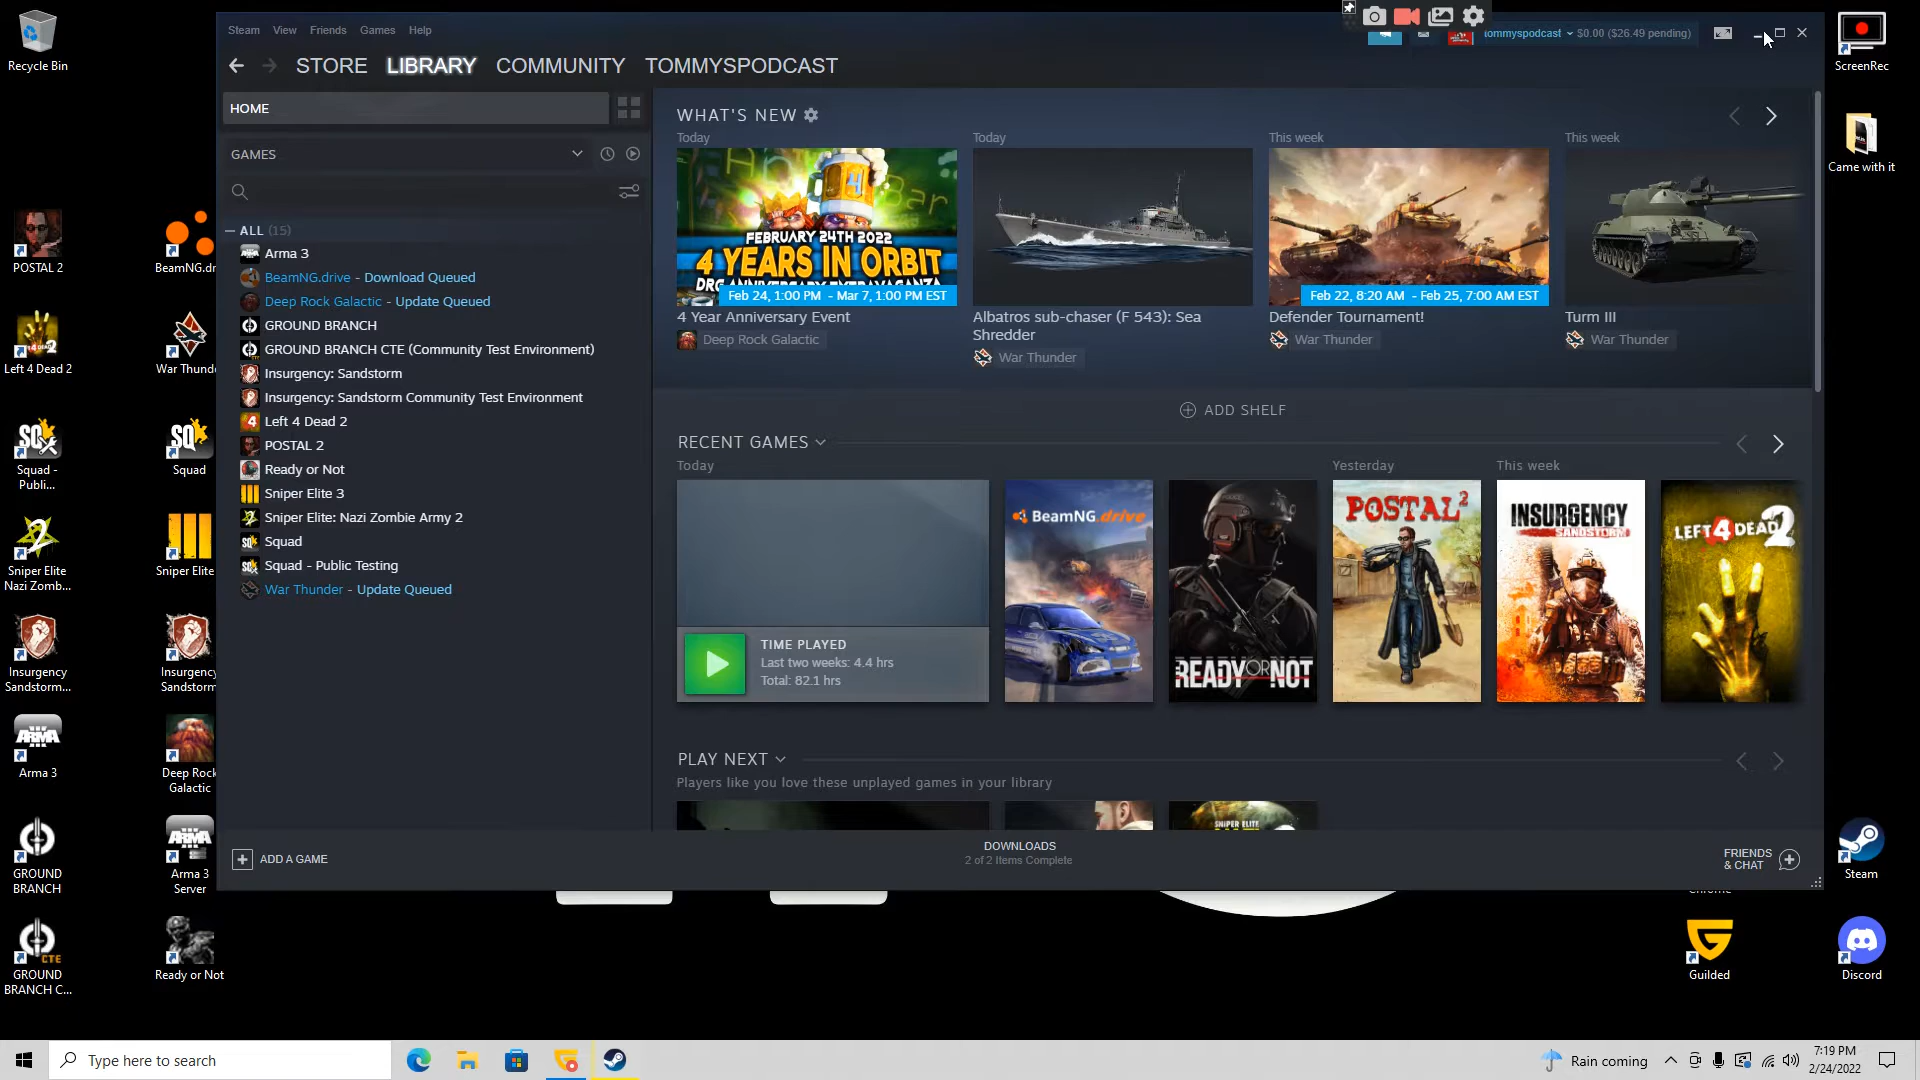 Recycle Bin
POSTAL 2
BeamNG.dr
Left 4 Dead 2
War Thunde
Squad -
Publi...
Squad
Sniper Elite
Nazi Zomb...
Sniper Elite
Insurgency
Sandstorm...
Insurgency
Sandstorm
Arma 3
Deep Rock
Galactic
GROUND
BRANCH
Arma 3
Server
GROUND
BRANCH C...
Ready or Not
Steam View Friends Games Help
tommyspodcast $0.00 ($26.49 pending)
STORE LIBRARY COMMUNITY TOMMYSPODCAST
HOME
GAMES
ALL (15)
Arma 3
BeamNG.drive - Download Queued
Deep Rock Galactic - Update Queued
GROUND BRANCH
GROUND BRANCH CTE (Community Test Environment)
Insurgency: Sandstorm
Insurgency: Sandstorm Community Test Environment
Left 4 Dead 2
POSTAL 2
Ready or Not
Sniper Elite 3
Sniper Elite: Nazi Zombie Army 2
Squad
Squad - Public Testing
War Thunder - Update Queued
WHAT'S NEW
Today
Today
This week
This week
FEBRUARY 24TH 2022
4 YEARS IN ORBIT
DRG ANNIVERSARY EXTRAVAGANZA
Feb 24, 1:00 PM - Mar 7, 1:00 PM EST
4 Year Anniversary Event
Deep Rock Galactic
Albatros sub-chaser (F 543): Sea
Shredder
War Thunder
Feb 22, 8:20 AM - Feb 25, 7:00 AM EST
Defender Tournament!
War Thunder
Turm III
War Thunder
ADD SHELF
RECENT GAMES
Today
Yesterday
This week
TIME PLAYED
Last two weeks: 4.4 hrs
Total: 82.1 hrs
BeamNG.drive
READY OR NOT
POSTAL 2
INSURGENCY
SANDSTORM
LEFT 4 DEAD 2
PLAY NEXT
Players like you love these unplayed games in your library
SNIPER ELITE
ADD A GAME
DOWNLOADS
2 of 2 Items Complete
FRIENDS
& CHAT
ScreenRec
Came with it
Steam
Guilded
Discord
Type here to search
Rain coming
7:19 PM
2/24/2022